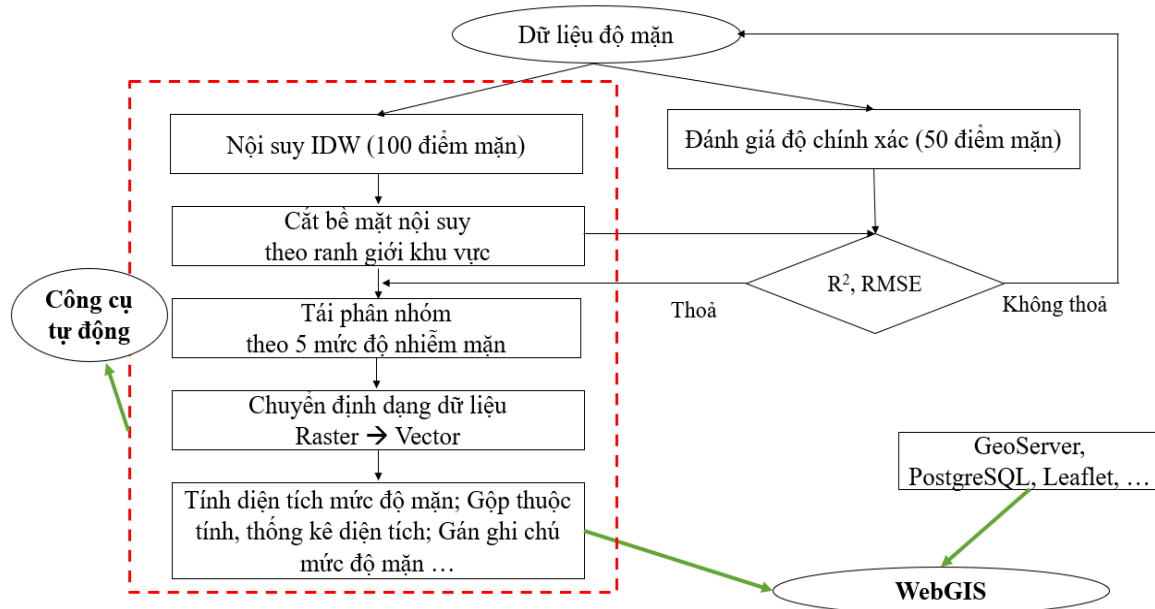 Dữ liệu độ mặn
Nội suy IDW (100 điểm mặn)
Đánh giá độ chính xác (50 điểm mặn)
Cắt bề mặt nội suy
theo ranh giới khu vực
R², RMSE
Thoả
Không thoả
Công cụ
tự động
Tái phân nhóm
theo 5 mức độ nhiễm mặn
Chuyển định dạng dữ liệu
Raster → Vector
GeoServer,
PostgreSQL, Leaflet, …
Tính diện tích mức độ mặn; Gộp thuộc
tính, thống kê diện tích; Gán ghi chú
mức độ mặn …
WebGIS